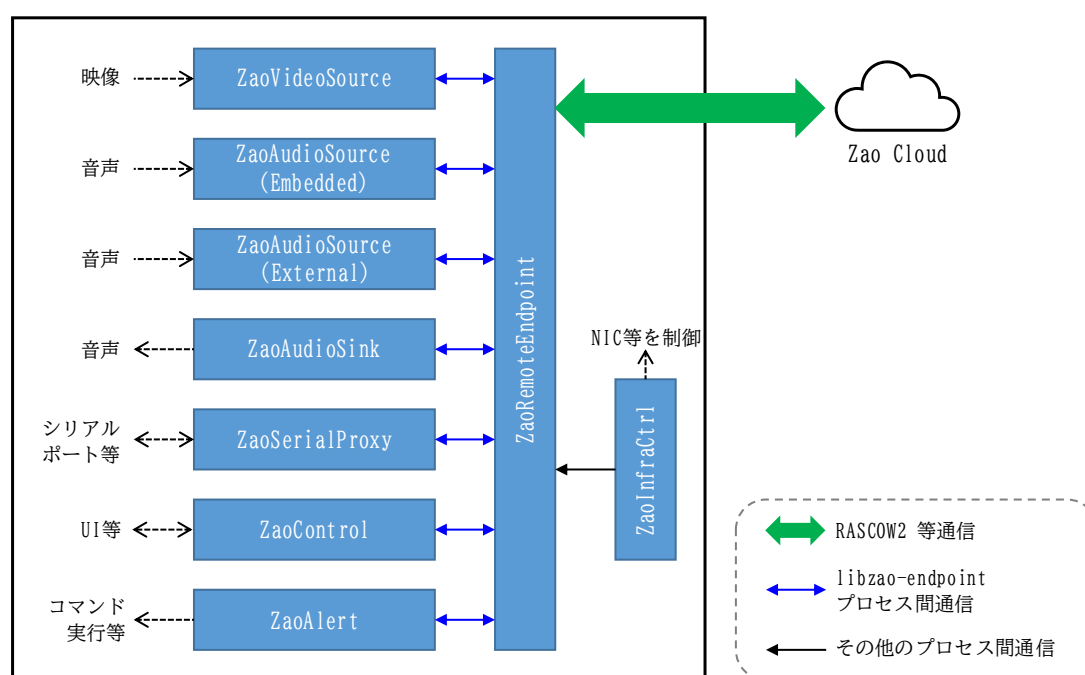 映像
ZaoVideoSource
Zao Cloud
音声
ZaoAudioSource
(Embedded)
音声
ZaoAudioSource
(External)
ZaoRemoteEndpoint
音声
ZaoAudioSink
NIC等を制御
ZaoInfraCtrl
シリアル
ポート等
ZaoSerialProxy
UI等
ZaoControl
コマンド
実行等
ZaoAlert
RASCOW2 等通信
libzao-endpoint
プロセス間通信
その他のプロセス間通信